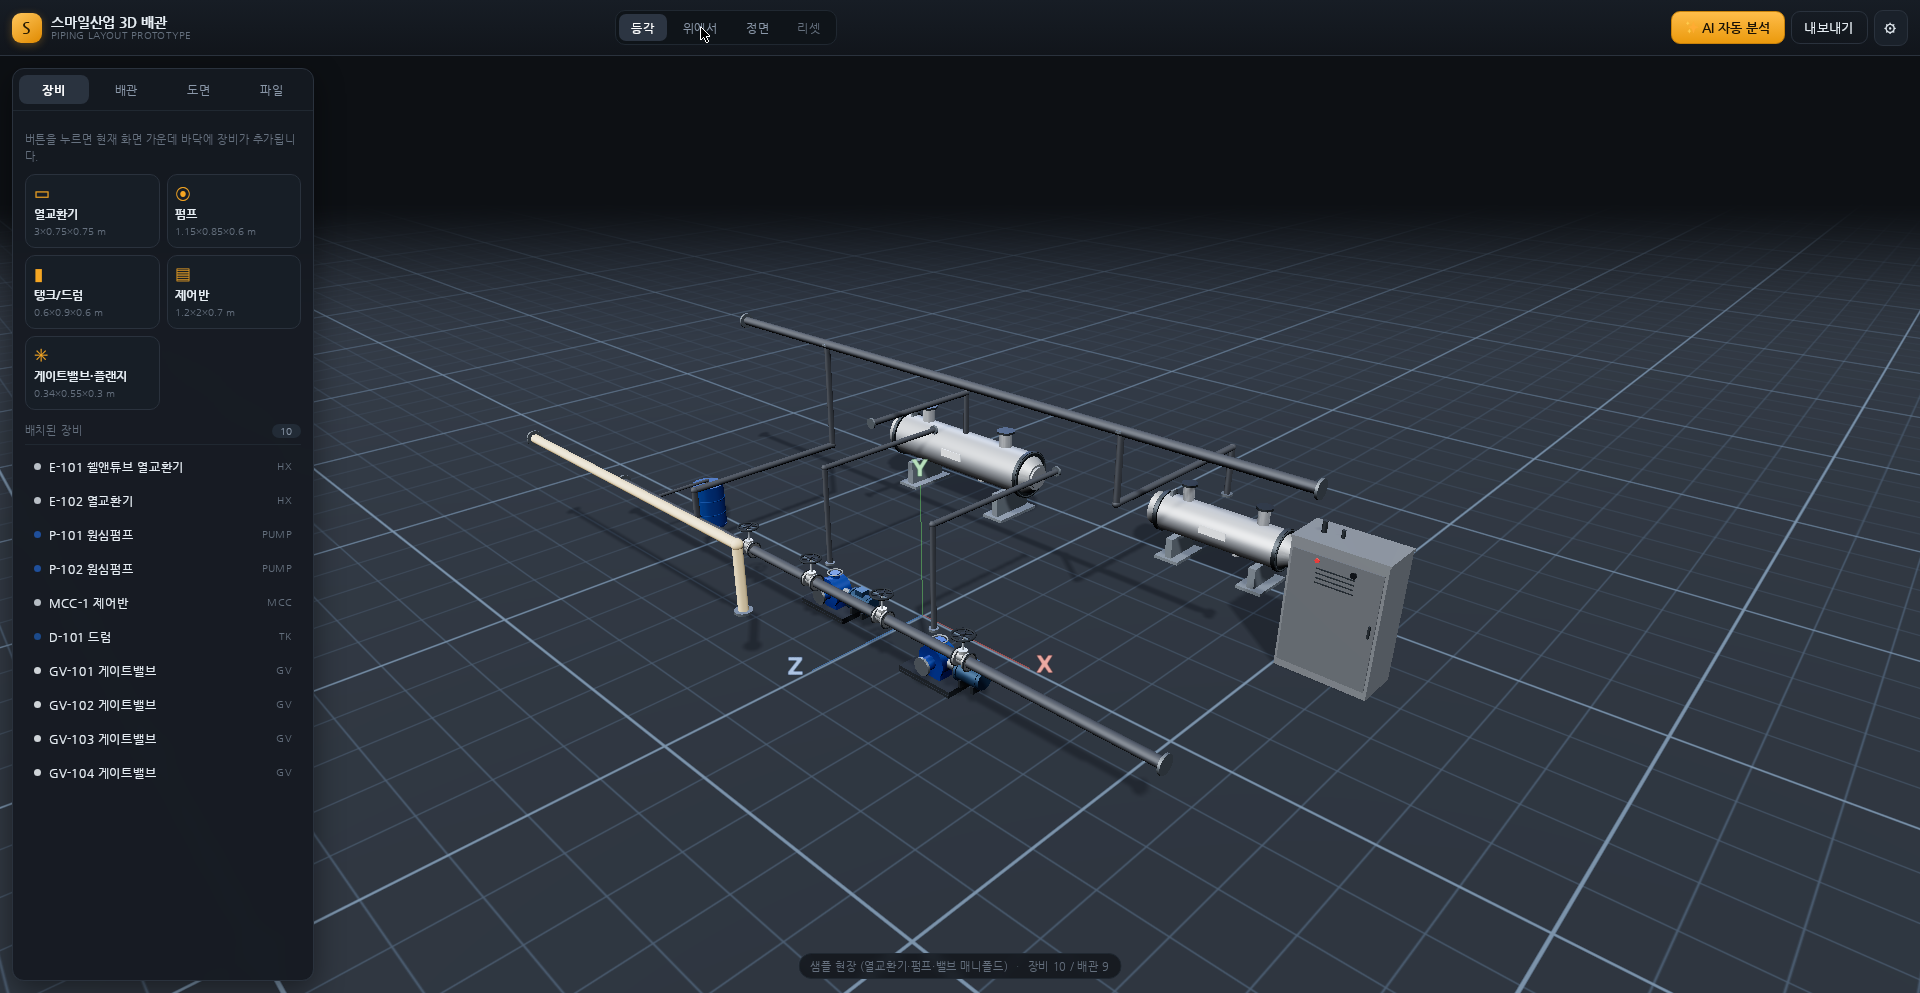 S
스마일산업 3D 배관
PIPING LAYOUT PROTOTYPE
등각 위에서 정면 리셋
AI 자동 분석 내보내기
장비 배관 도면 파일
버튼을 누르면 현재 화면 가운데 바닥에 장비가 추가됩니
다.
열교환기
3×0.75×0.75 m
펌프
1.15×0.85×0.6 m
탱크/드럼
0.6×0.9×0.6 m
제어반
1.2×2×0.7 m
게이트밸브·플랜지
0.34×0.55×0.3 m
배치된 장비 10
E-101 쉘앤튜브 열교환기 HX
E-102 열교환기 HX
P-101 원심펌프 PUMP
P-102 원심펌프 PUMP
MCC-1 제어반 MCC
D-101 드럼 TK
GV-101 게이트밸브 GV
GV-102 게이트밸브 GV
GV-103 게이트밸브 GV
GV-104 게이트밸브 GV
Y
Z
X
샘플 현장 (열교환기·펌프·밸브 매니폴드) · 장비 10 / 배관 9